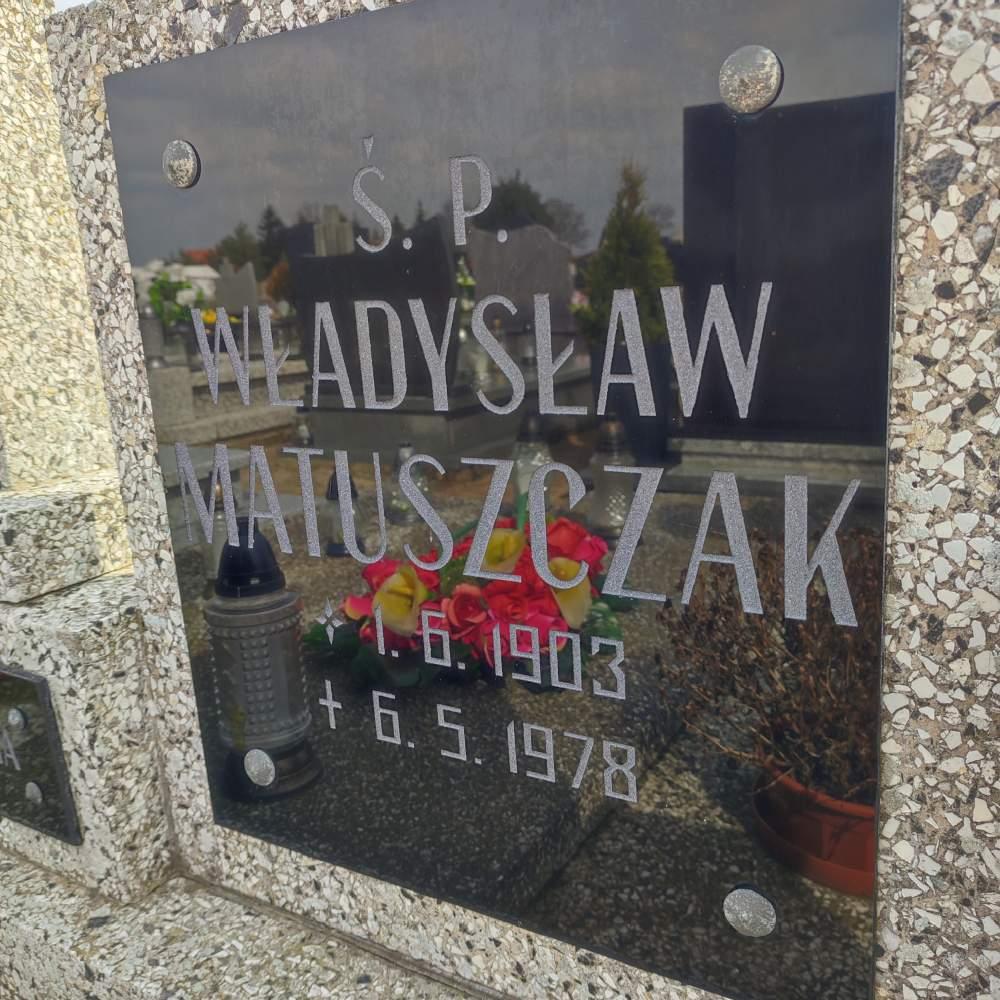 Ś. P.
WŁADYSŁAW
MATUSZCZAK
1. 6. 1903
+ 6. 5. 1978